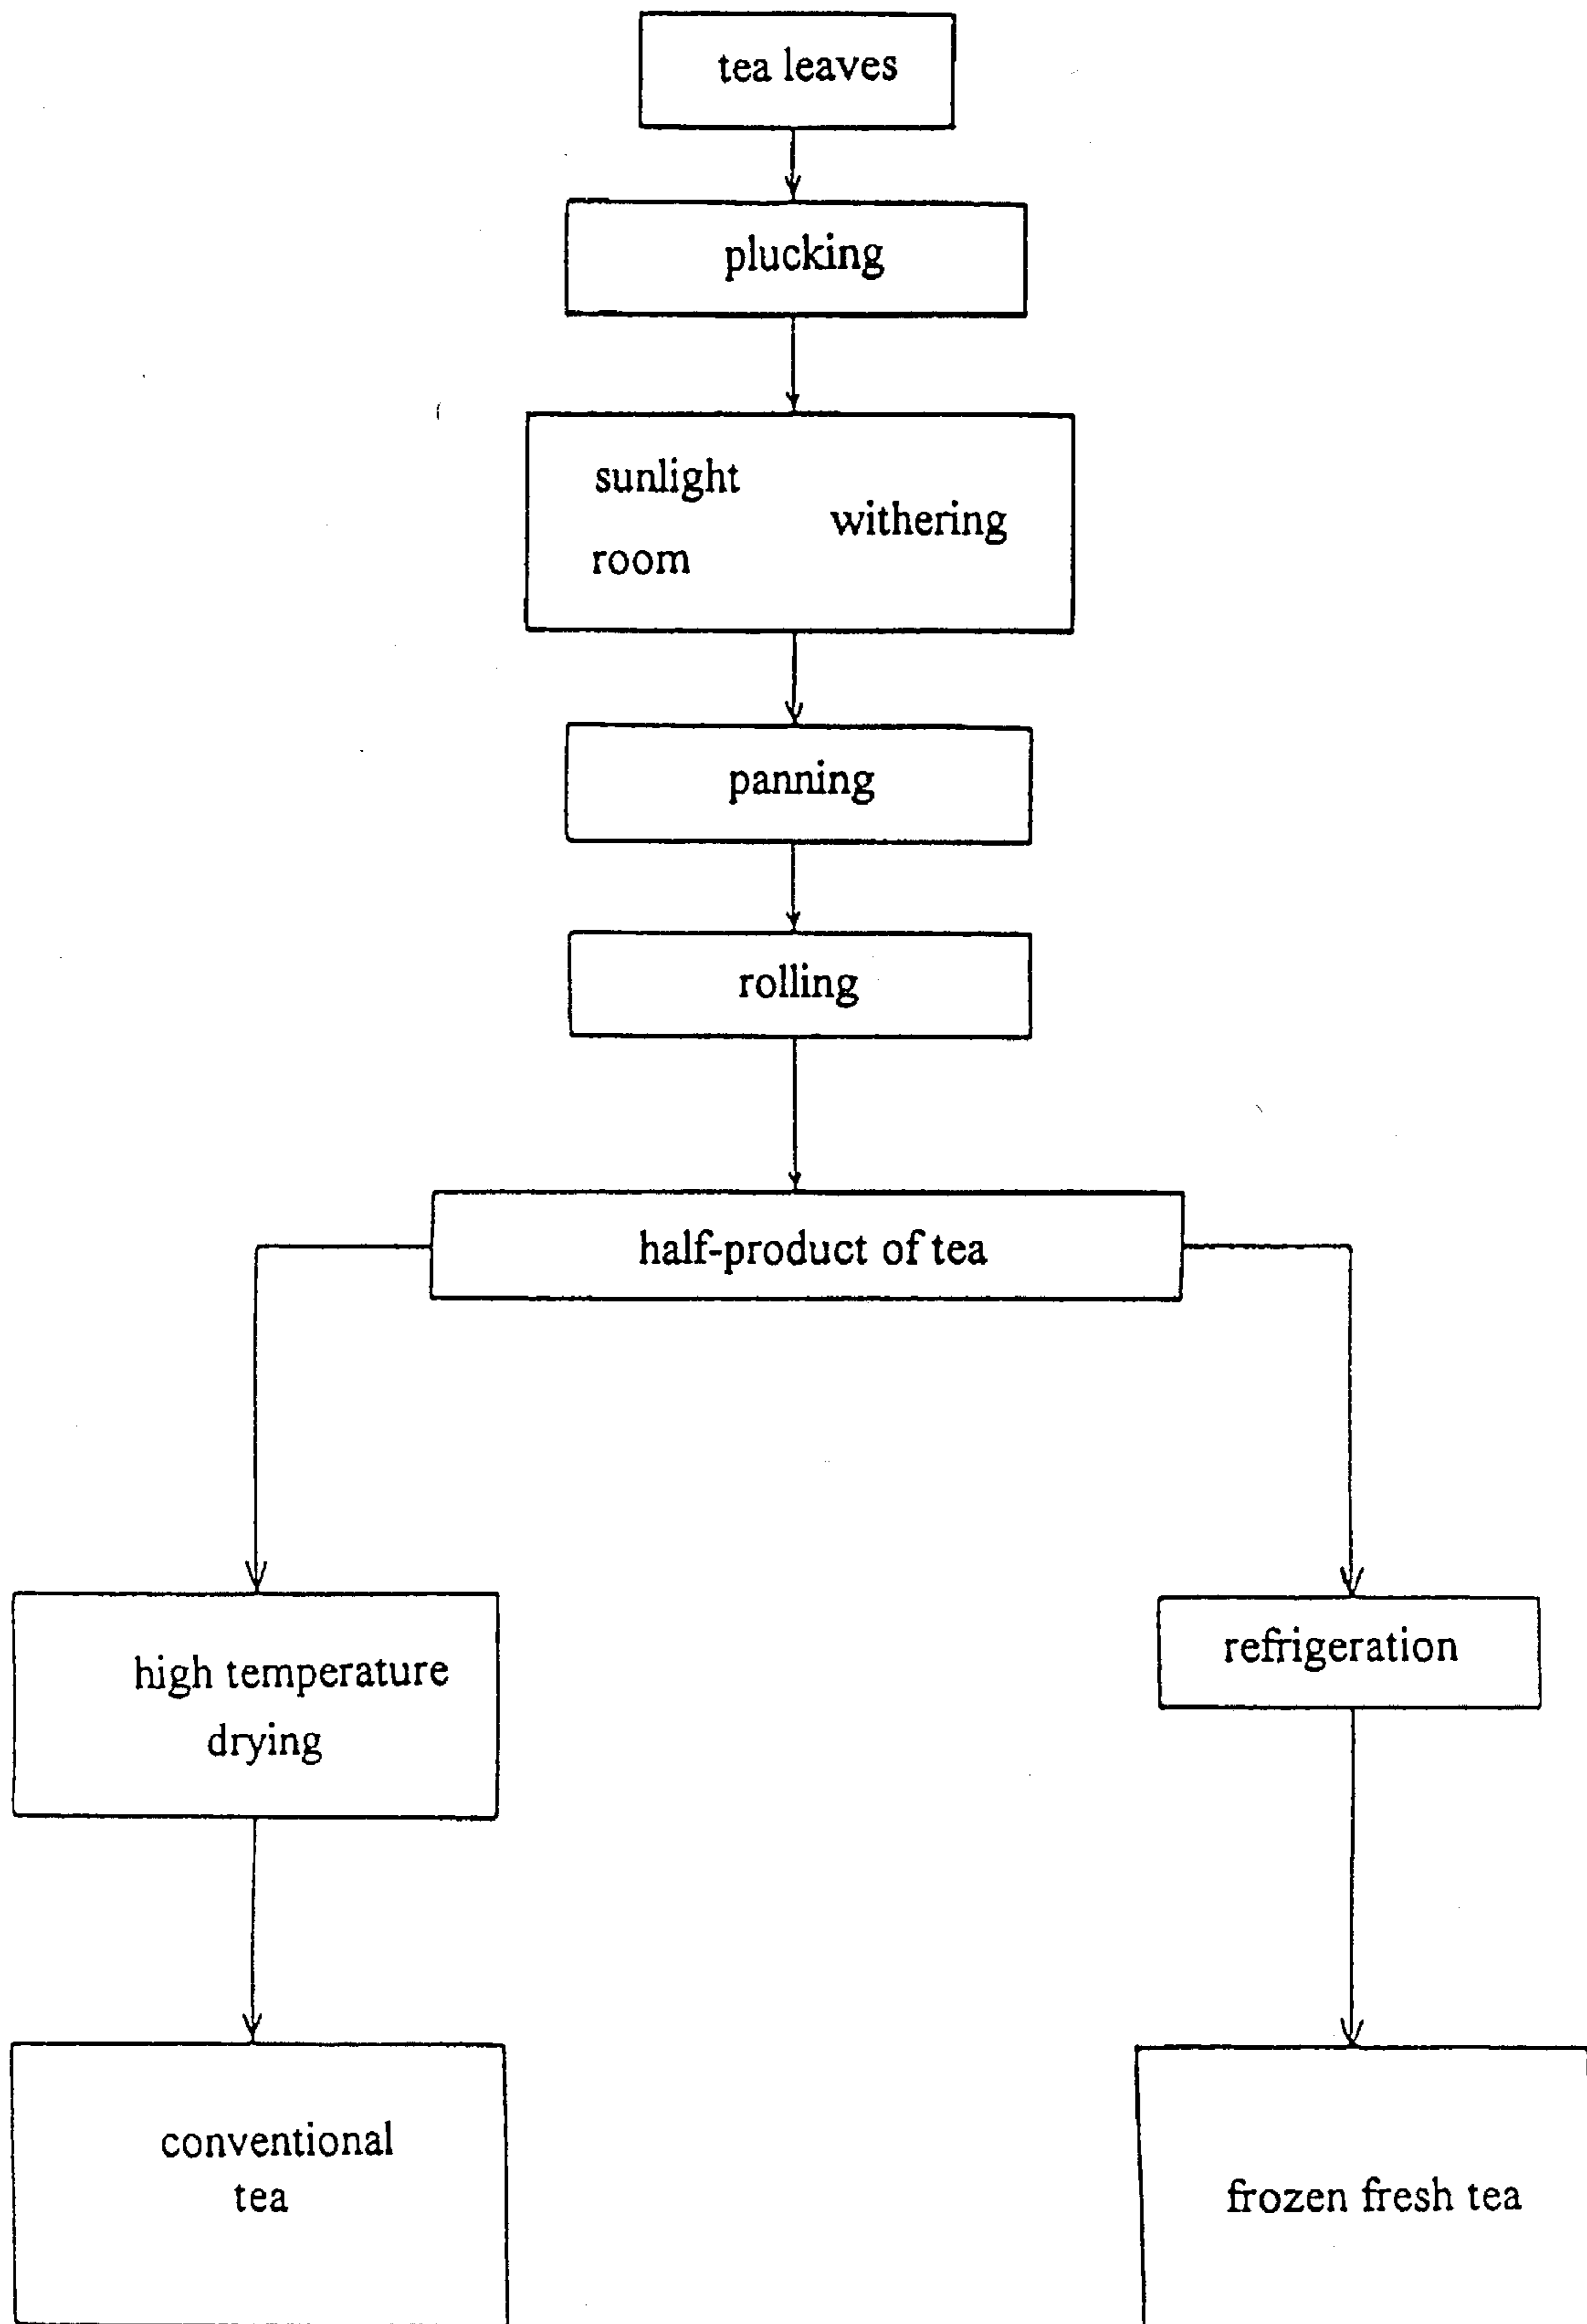 tea leaves
plucking
sunlight
withering
room
panning
rolling
half-product of tea
high temperature
drying
refrigeration
conventional
tea
frozen fresh tea